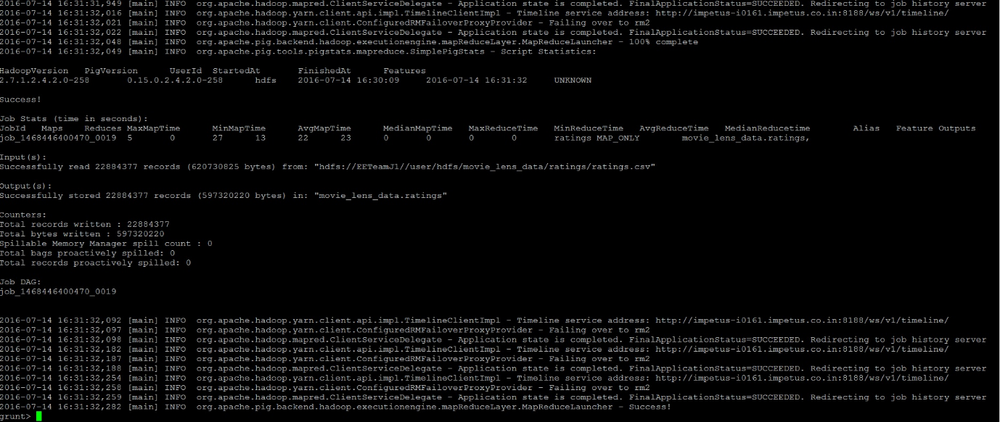 2016-07-14 16:31:31,949 [main] INFO  org.apache.hadoop.mapred.ClientServiceDelegate - Application state is completed. FinalApplicationStatus=SUCCEEDED. Redirecting to job history server
2016-07-14 16:31:32,016 [main] INFO  org.apache.hadoop.yarn.client.api.impl.TimelineClientImpl - Timeline service address: http://impetus-i0161.impetus.co.in:8188/ws/v1/timeline/
2016-07-14 16:31:32,021 [main] INFO  org.apache.hadoop.yarn.client.ConfiguredRMFailoverProxyProvider - Failing over to rm2
2016-07-14 16:31:32,022 [main] INFO  org.apache.hadoop.mapred.ClientServiceDelegate - Application state is completed. FinalApplicationStatus=SUCCEEDED. Redirecting to job history server
2016-07-14 16:31:32,048 [main] INFO  org.apache.pig.backend.hadoop.executionengine.mapReduceLayer.MapReduceLauncher - 100% complete
2016-07-14 16:31:32,049 [main] INFO  org.apache.pig.tools.pigstats.mapreduce.SimplePigStats - Script Statistics:
HadoopVersion PigVersion UserId StartedAt FinishedAt Features
2.7.1.2.4.2.0-258 0.15.0.2.4.2.0-258 hdfs 2016-07-14 16:30:09 2016-07-14 16:31:32 UNKNOWN
Success!
Job Stats (time in seconds):
JobId Maps Reduces MaxMapTime MinMapTime AvgMapTime MedianMapTime MaxReduceTime MinReduceTime AvgReduceTime MedianReducetime Alias Feature Outputs
job_1468446400470_0019 5 0 27 13 22 23 0 0 0 0 ratings MAP_ONLY movie_lens_data.ratings,
Input(s):
Successfully read 22884377 records (620730825 bytes) from: "hdfs://EETeamJ1//user/hdfs/movie_lens_data/ratings/ratings.csv"
Output(s):
Successfully stored 22884377 records (597320220 bytes) in: "movie_lens_data.ratings"
Counters:
Total records written : 22884377
Total bytes written : 597320220
Spillable Memory Manager spill count : 0
Total bags proactively spilled: 0
Total records proactively spilled: 0
Job DAG:
job_1468446400470_0019
2016-07-14 16:31:32,092 [main] INFO  org.apache.hadoop.yarn.client.api.impl.TimelineClientImpl - Timeline service address: http://impetus-i0161.impetus.co.in:8188/ws/v1/timeline/
2016-07-14 16:31:32,097 [main] INFO  org.apache.hadoop.yarn.client.ConfiguredRMFailoverProxyProvider - Failing over to rm2
2016-07-14 16:31:32,098 [main] INFO  org.apache.hadoop.mapred.ClientServiceDelegate - Application state is completed. FinalApplicationStatus=SUCCEEDED. Redirecting to job history server
2016-07-14 16:31:32,182 [main] INFO  org.apache.hadoop.yarn.client.api.impl.TimelineClientImpl - Timeline service address: http://impetus-i0161.impetus.co.in:8188/ws/v1/timeline/
2016-07-14 16:31:32,187 [main] INFO  org.apache.hadoop.yarn.client.ConfiguredRMFailoverProxyProvider - Failing over to rm2
2016-07-14 16:31:32,188 [main] INFO  org.apache.hadoop.mapred.ClientServiceDelegate - Application state is completed. FinalApplicationStatus=SUCCEEDED. Redirecting to job history server
2016-07-14 16:31:32,254 [main] INFO  org.apache.hadoop.yarn.client.api.impl.TimelineClientImpl - Timeline service address: http://impetus-i0161.impetus.co.in:8188/ws/v1/timeline/
2016-07-14 16:31:32,258 [main] INFO  org.apache.hadoop.yarn.client.ConfiguredRMFailoverProxyProvider - Failing over to rm2
2016-07-14 16:31:32,259 [main] INFO  org.apache.hadoop.mapred.ClientServiceDelegate - Application state is completed. FinalApplicationStatus=SUCCEEDED. Redirecting to job history server
2016-07-14 16:31:32,282 [main] INFO  org.apache.pig.backend.hadoop.executionengine.mapReduceLayer.MapReduceLauncher - Success!
grunt>